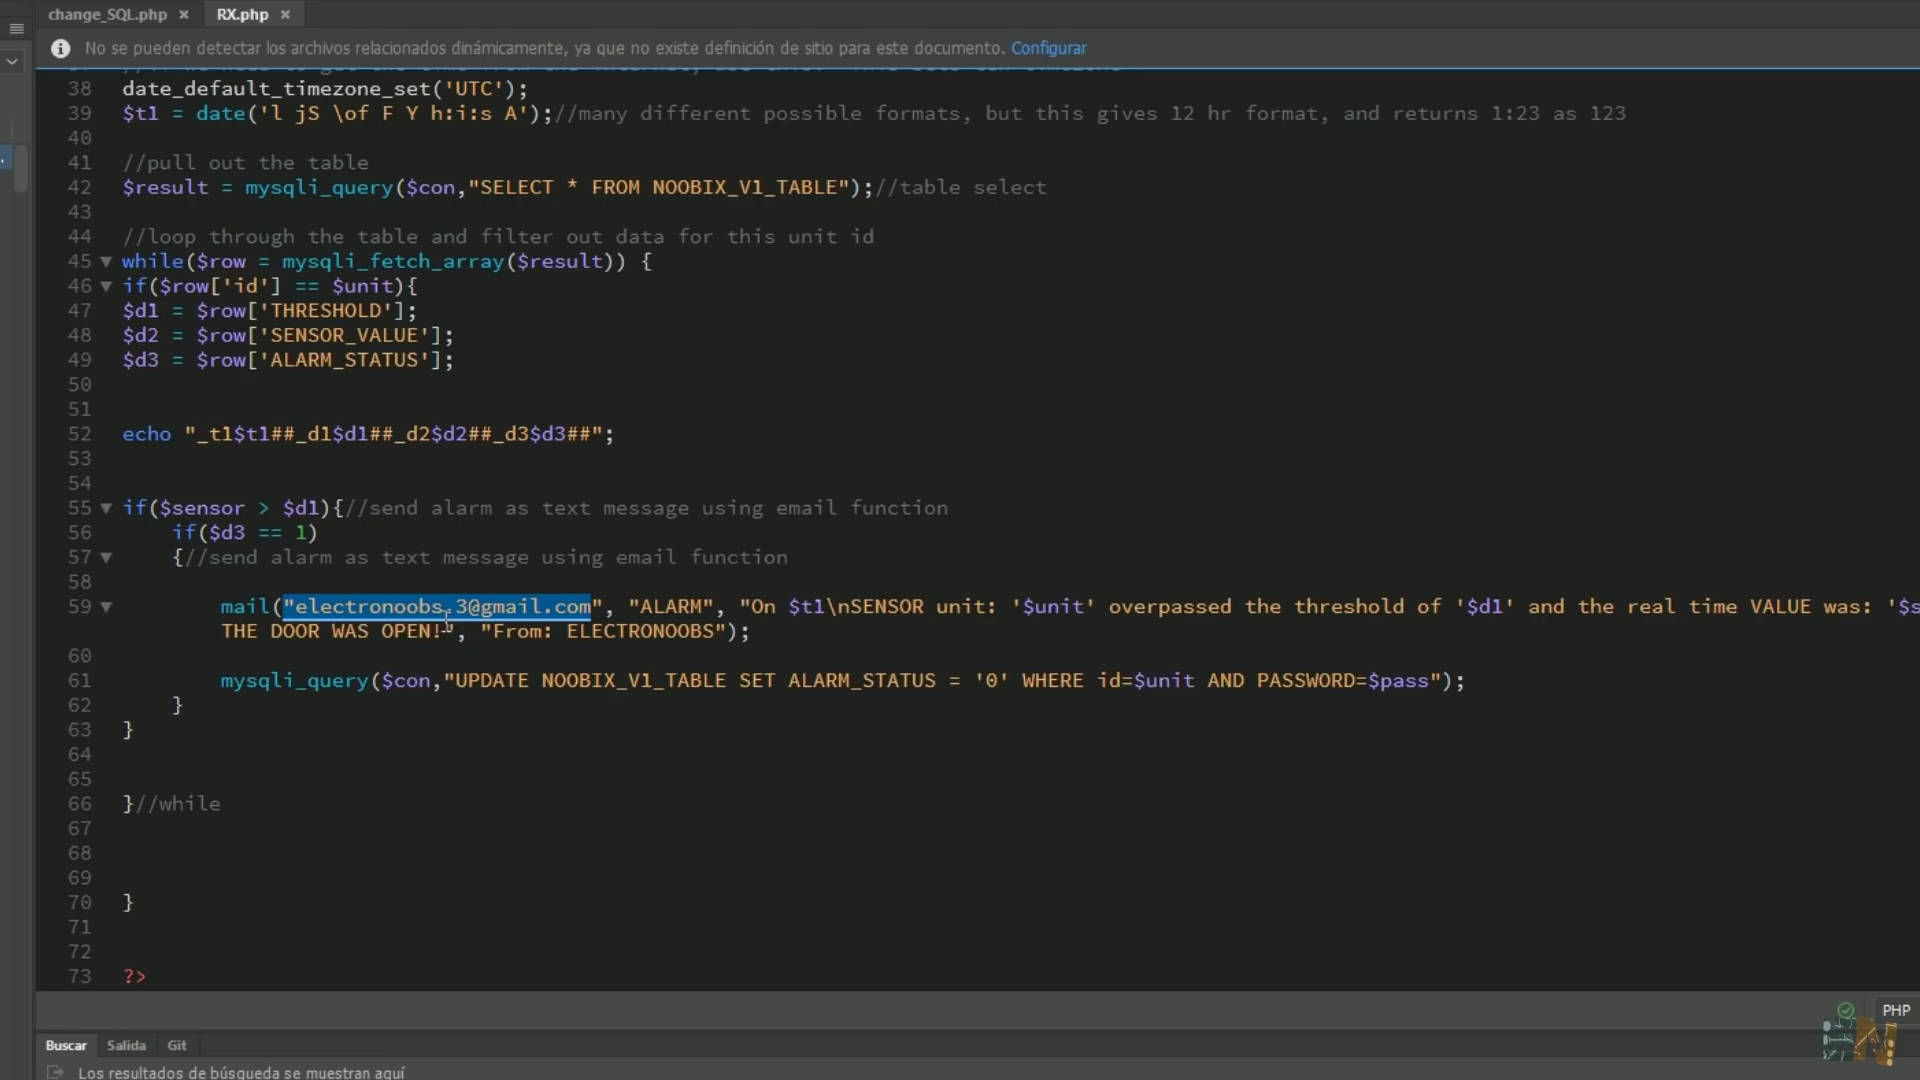 change_SQL.php × RX.php ×
No se pueden detectar los archivos relacionados dinámicamente, ya que no existe definición de sitio para este documento. Configurar
38 date_default_timezone_set('UTC');
39 $t1 = date('l jS \of F Y h:i:s A');//many different possible formats, but this gives 12 hr format, and returns 1:23 as 123
40
41 //pull out the table
42 $result = mysqli_query($con,"SELECT * FROM NOOBIX_V1_TABLE");//table select
43
44 //loop through the table and filter out data for this unit id
45 while($row = mysqli_fetch_array($result)) {
46 if($row['id'] == $unit){
47 $d1 = $row['THRESHOLD'];
48 $d2 = $row['SENSOR_VALUE'];
49 $d3 = $row['ALARM_STATUS'];
50
51
52 echo "_t1$t1##_d1$d1##_d2$d2##_d3$d3##";
53
54
55 if($sensor > $d1){//send alarm as text message using email function
56 if($d3 == 1)
57 {//send alarm as text message using email function
58
59 mail("electronoobs.3@gmail.com", "ALARM", "On $t1\nSENSOR unit: '$unit' overpassed the threshold of '$d1' and the real time VALUE was: '$s
THE DOOR WAS OPEN!", "From: ELECTRONOOBS");
60
61 mysqli_query($con,"UPDATE NOOBIX_V1_TABLE SET ALARM_STATUS = '0' WHERE id=$unit AND PASSWORD=$pass");
62 }
63 }
64
65
66 }//while
67
68
69
70 }
71
72
73 ?>
PHP
EN
Buscar Salida Git
Los resultados de búsqueda se muestran aquí